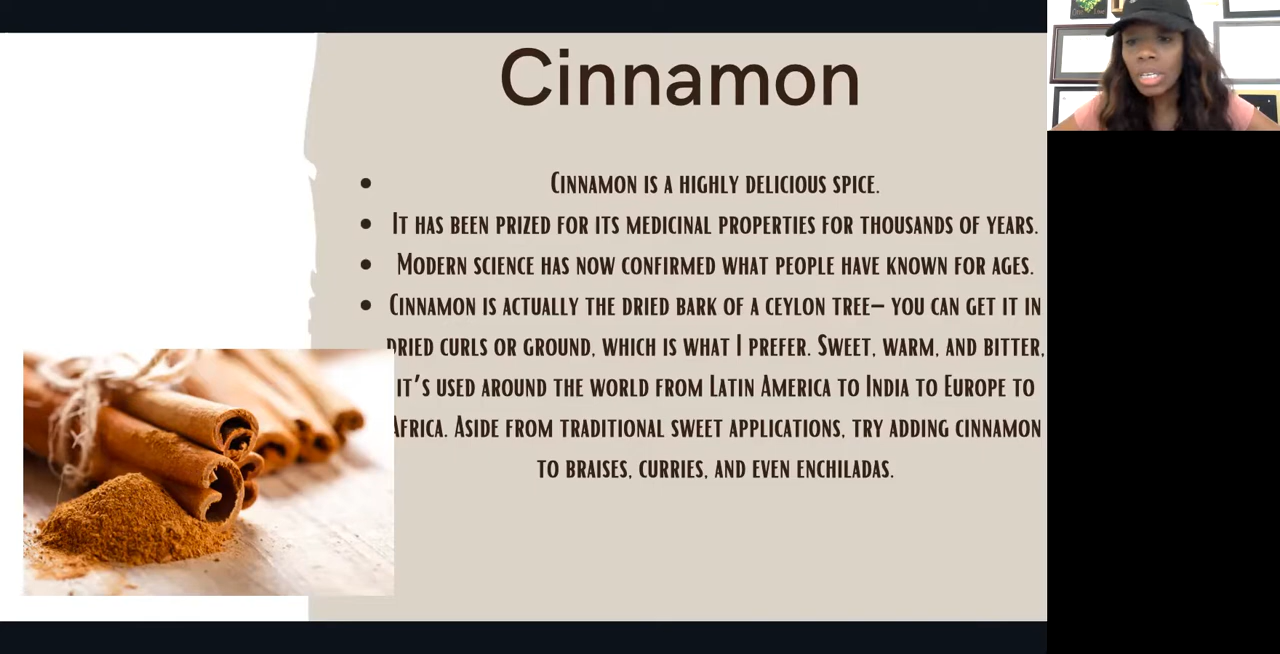 Cinnamon
Cinnamon is a highly delicious spice.
It has been prized for its medicinal properties for thousands of years.
Modern science has now confirmed what people have known for ages.
Cinnamon is actually the dried bark of a Ceylon tree– you can get it in
dried curls or ground, which is what I prefer. Sweet, warm, and bitter,
it's used around the world from Latin America to India to Europe to
Africa. Aside from traditional sweet applications, try adding cinnamon
to braises, curries, and even enchiladas.